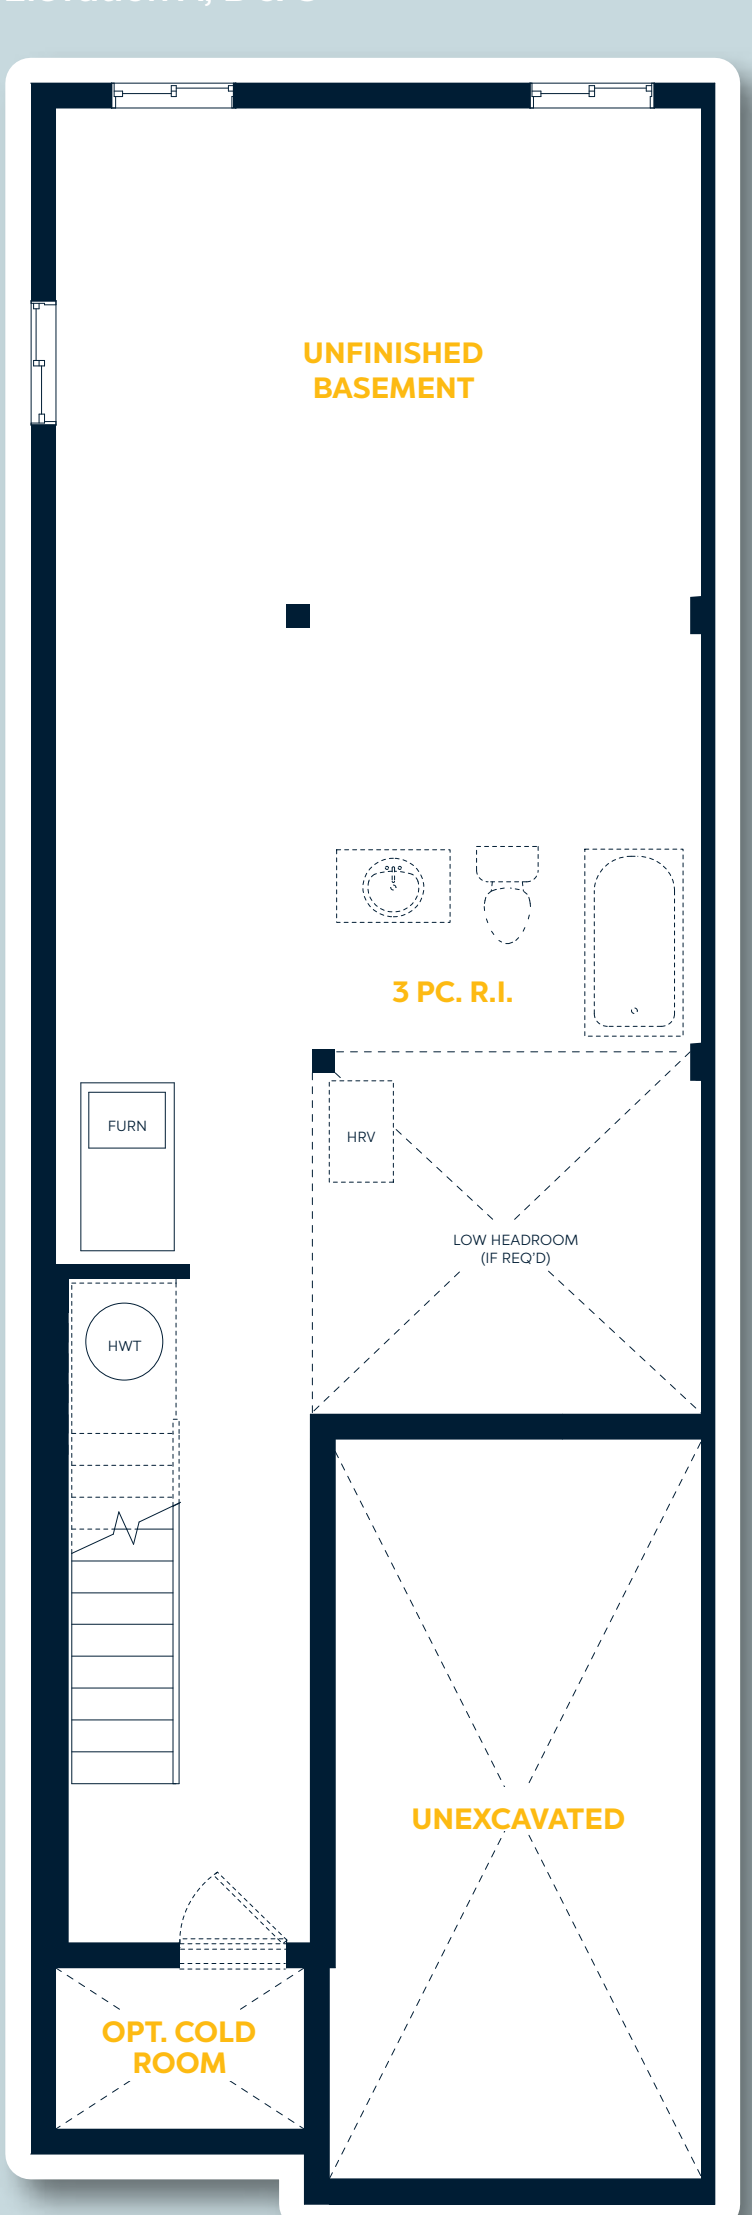 UNFINISHED
BASEMENT
3 PC. R.I.
FURN
HRV
LOW HEADROOM
(IF REQ'D)
HWT
UNEXCAVATED
OPT. COLD
ROOM